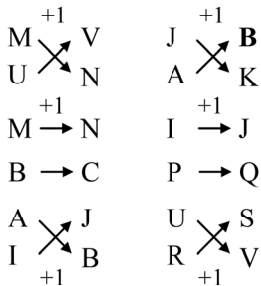 +1 +1
M V J B
U N A K
+1 +1
M → N I → J
B → C P → Q
A J U S
I B R V
+1 +1